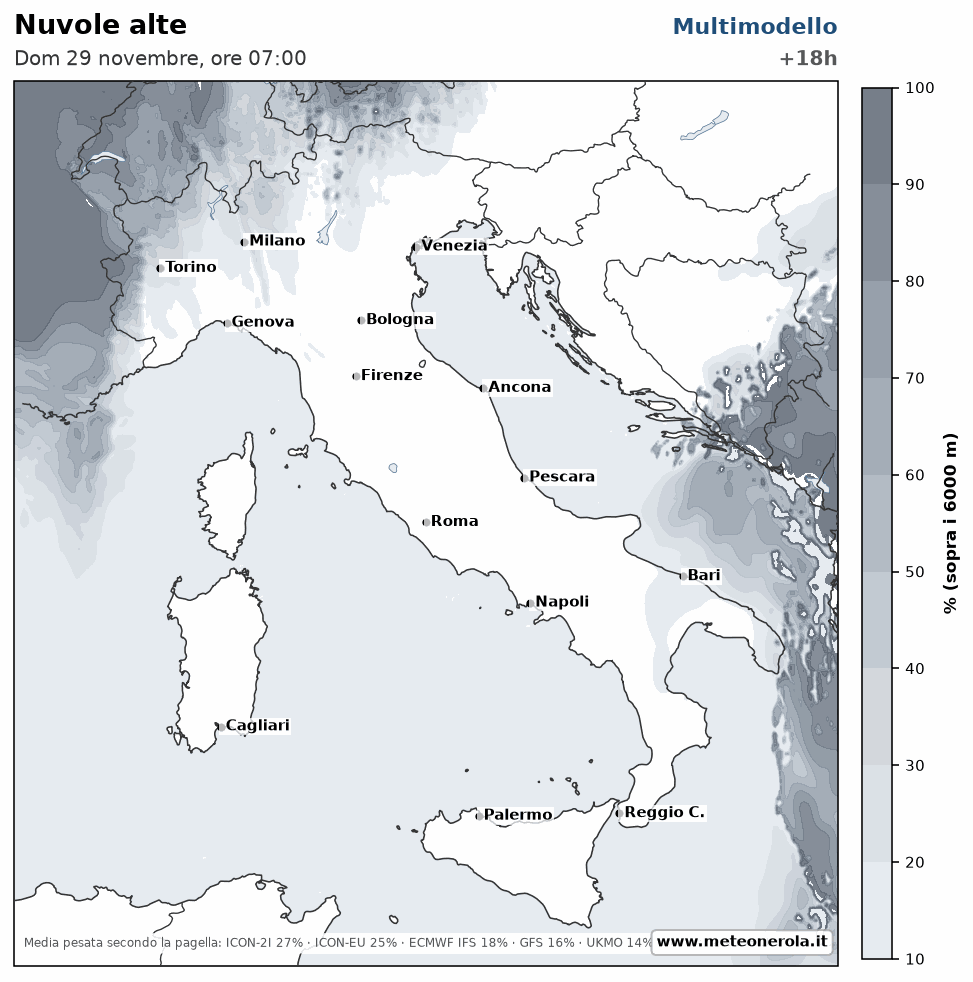 Nuvole alte
Multimodello
Dom 29 novembre, ore 07:00
+18h
Milano
Venezia
Torino
Genova
Bologna
Firenze
Ancona
Pescara
Roma
Bari
Napoli
Cagliari
Palermo
Reggio C.
Media pesata secondo la pagella: ICON-2I 27% · ICON-EU 25% · ECMWF IFS 18% · GFS 16% · UKMO 14%
www.meteonerola.it
100
90
80
70
60
50
40
30
20
10
% (sopra i 6000 m)